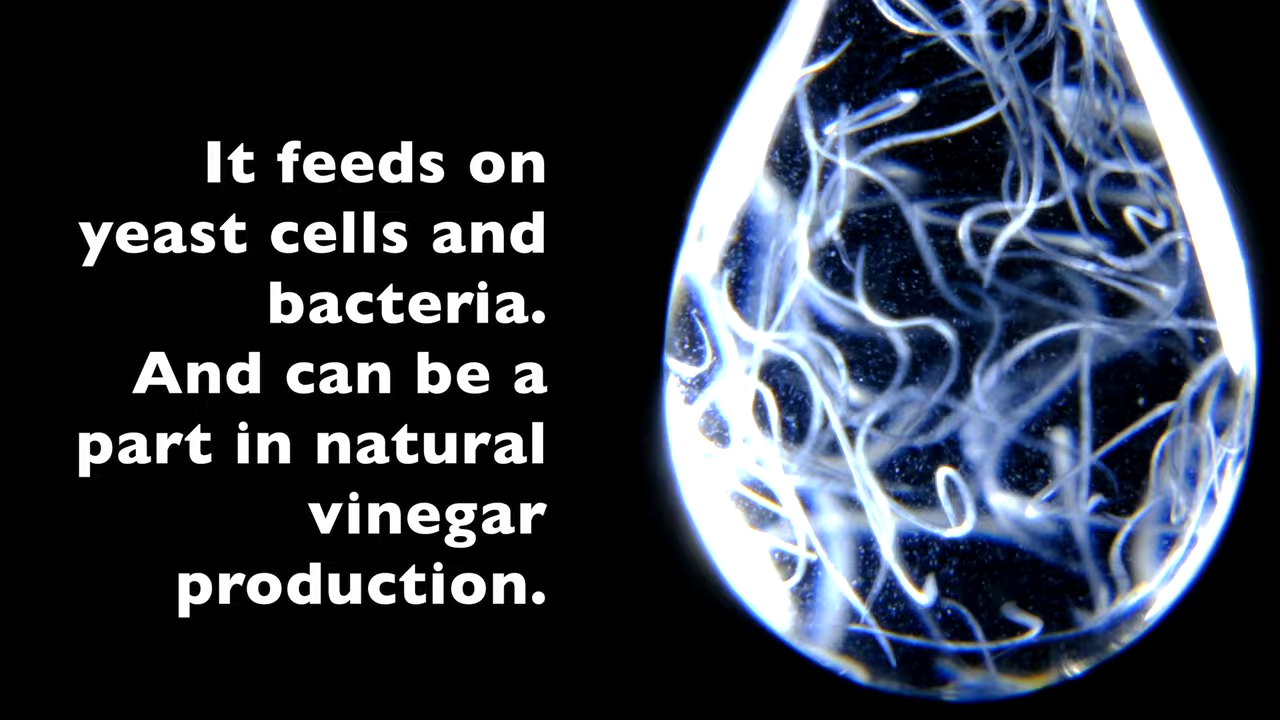 It feeds on
yeast cells and
bacteria.
And can be a
part in natural
vinegar
production.